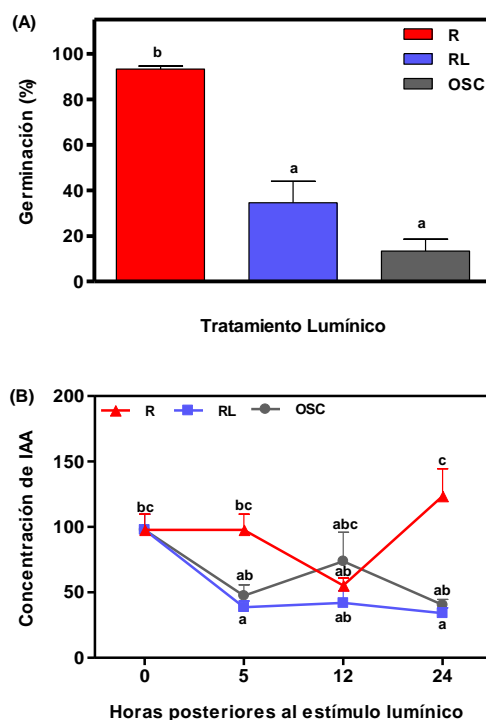 (A)
R
RL
OSC
b
a
a
100
80
60
40
20
0
Germinación (%)
Tratamiento Lumínico
(B)
R RL OSC
200
150
100
50
0
Concentración de IAA
bc bc abc c
ab ab ab
a ab a
0 5 12 24
Horas posteriores al estímulo lumínico